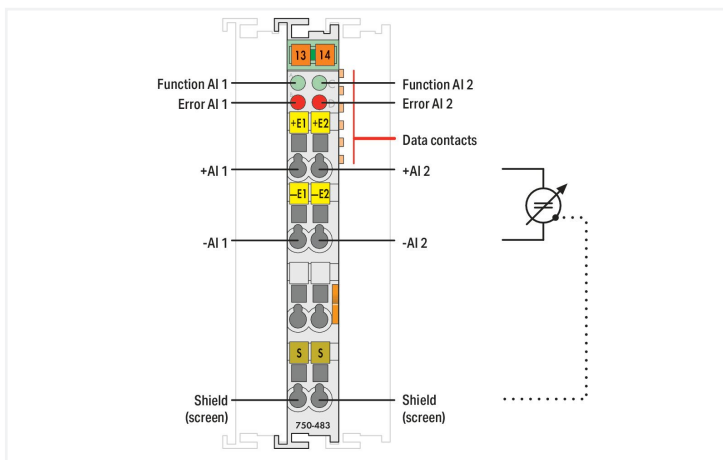 13 14
Function AI 1
Function AI 2
Error AI 1
Error AI 2
+E1 +E2
Data contacts
+AI 1
+AI 2
–E1 –E2
-AI 1
-AI 2
S S
Shield
(screen)
Shield
(screen)
750-483